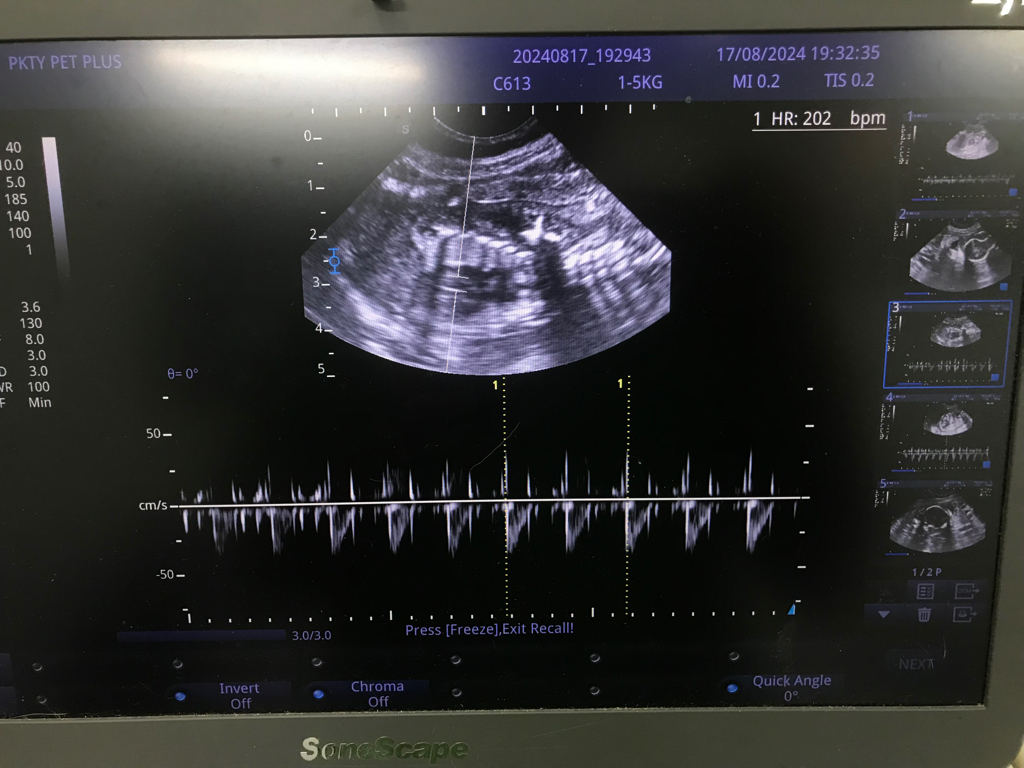 PKTY PET PLUS
20240817_192943
17/08/2024 19:32:35
C613
1-5KG
MI 0.2
TIS 0.2
1 HR: 202 bpm
40
10.0
5.0
185
140
100
1
3.6
130
8.0
3.0
D 3.0
WR 100
F Min
0
1
2
3
4
5
θ= 0°
1
1
50
cm/s
-50
1
2
3
4
5
1 / 2 P
3.0/3.0
Press [Freeze],Exit Recall!
NEXT
Invert
Off
Chroma
Off
Quick Angle
0°
SonoScape